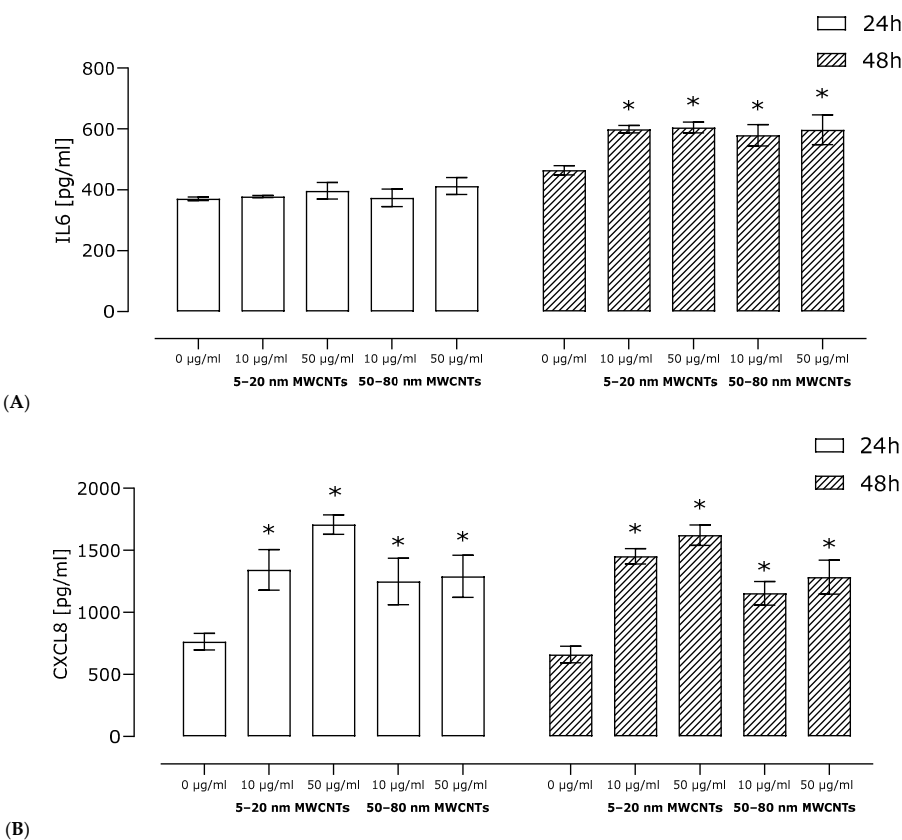 24h
48h
800
600
400
200
0
IL6 [pg/ml]
* * * *
0 µg/ml 10 µg/ml 50 µg/ml 10 µg/ml 50 µg/ml 0 µg/ml 10 µg/ml 50 µg/ml 10 µg/ml 50 µg/ml
5–20 nm MWCNTs 50–80 nm MWCNTs 5–20 nm MWCNTs 50–80 nm MWCNTs
(A)
24h
48h
2000
1500
1000
500
0
CXCL8 [pg/ml]
* * * * * * * *
0 µg/ml 10 µg/ml 50 µg/ml 10 µg/ml 50 µg/ml 0 µg/ml 10 µg/ml 50 µg/ml 10 µg/ml 50 µg/ml
5–20 nm MWCNTs 50–80 nm MWCNTs 5–20 nm MWCNTs 50–80 nm MWCNTs
(B)